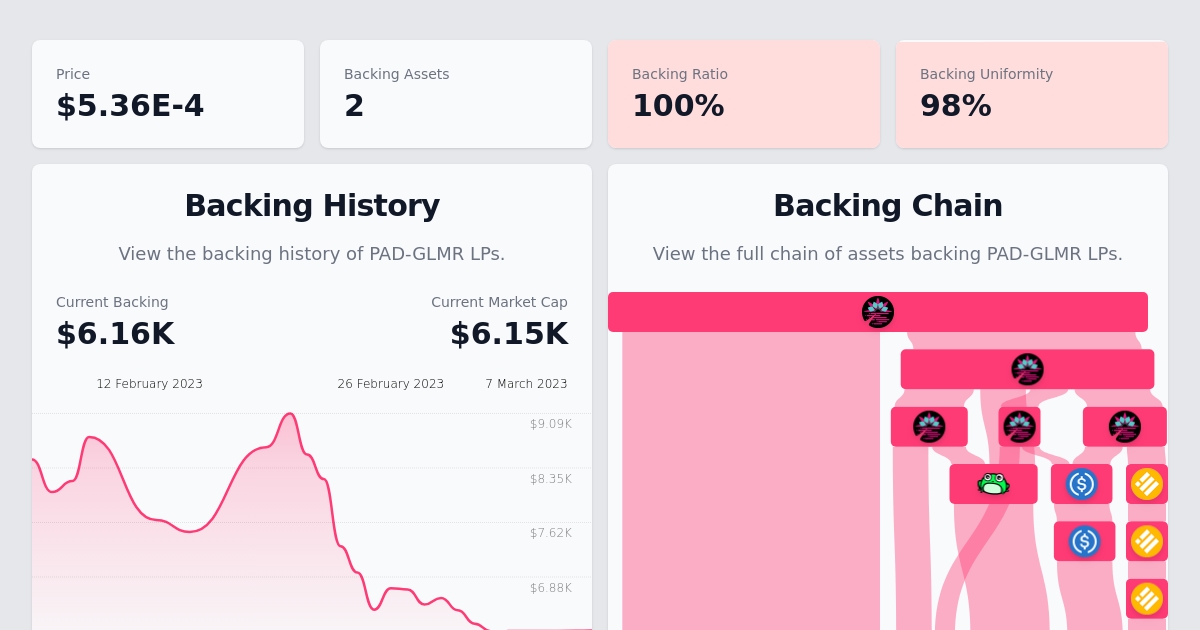 Price
$5.36E-4
Backing Assets
2
Backing Ratio
100%
Backing Uniformity
98%
Backing History
View the backing history of PAD-GLMR LPs.
Current Backing
$6.16K
Current Market Cap
$6.15K
12 February 2023
26 February 2023
7 March 2023
$9.09K
$8.35K
$7.62K
$6.88K
Backing Chain
View the full chain of assets backing PAD-GLMR LPs.